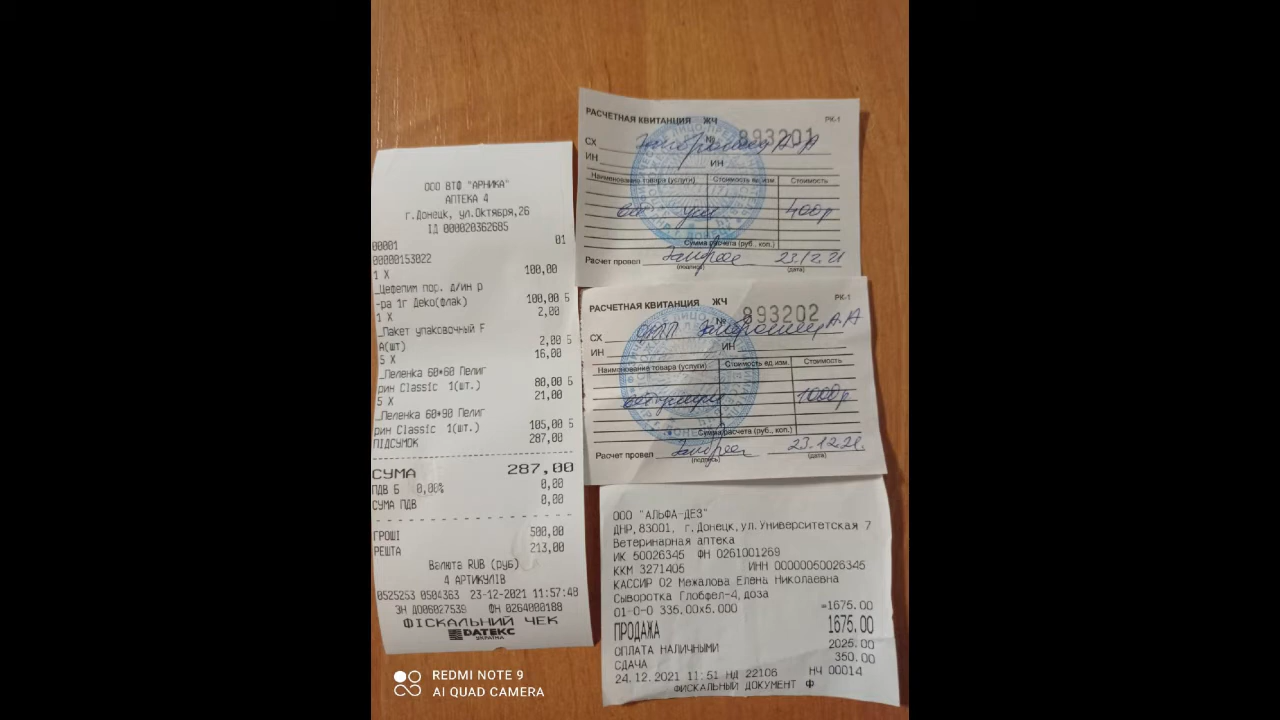 ООО ВТФ "АРНИКА"
АПТЕКА 4
г.Донецк, ул.Октября,26
ІД 000020362685
00001 01
00000153022
1 X 100,00
_Цефепим пор. д/ин р
-ра 1г Деко(флак) 100,00 Б
1 X 2,00
_Пакет упаковочный F
А(шт) 2,00 Б
5 X 16,00
_Пеленка 60*60 Пелиг
рин Classic 1(шт.) 80,00 Б
5 X 21,00
_Пеленка 60*90 Пелиг
рин Classic 1(шт.) 105,00 Б
ПІДСУМОК 287,00
СУМА 287,00
ПДВ Б 0,00% 0,00
СУМА ПДВ 0,00
ГРОШІ 500,00
РЕШТА 213,00
Валюта RUB (руб)
4 АРТИКУЛІВ
0525253 0504363 23-12-2021 11:57:48
ЗН ДО06027539 ФН 0264000180
ФІСКАЛЬНИЙ ЧЕК
DATEKC
УКРАЇНА
РАСЧЕТНАЯ КВИТАНЦИЯ ЖЧ РК-1
№ 893201
СХ А.А
ИН ИН
Наименование товара (услуги) Стоимость ед.изм. Стоимость
вет 400р
Сумма расчета (руб., коп.)
Расчет провел 23.12.21
(подпись) (дата)
РАСЧЕТНАЯ КВИТАНЦИЯ ЖЧ РК-1
№ 893202
СХ А.А
ИН ИН
Наименование товара (услуги) Стоимость ед.изм. Стоимость
1000р
Сумма расчета (руб., коп.)
Расчет провел 23.12.21.
(подпись) (дата)
ООО "АЛЬФА-ДЕЗ"
ДНР,83001, г.Донецк,ул.Университетская 7
Ветеринарная аптека
ИК 50026345 ФН 0261001269
ККМ 3271405 ИНН 00000050026345
КАССИР 02 Межалова Елена Николаевна
Сыворотка Глобфел-4,доза
01-0-0 335.00x5.000 =1675.00
ПРОДАЖА 1675.00
ОПЛАТА НАЛИЧНЫМИ 2025.00
СДАЧА 350.00
24.12.2021 11:51 НД 22106 НЧ 00014
ФИСКАЛЬНЫЙ ДОКУМЕНТ Ф
REDMI NOTE 9
AI QUAD CAMERA